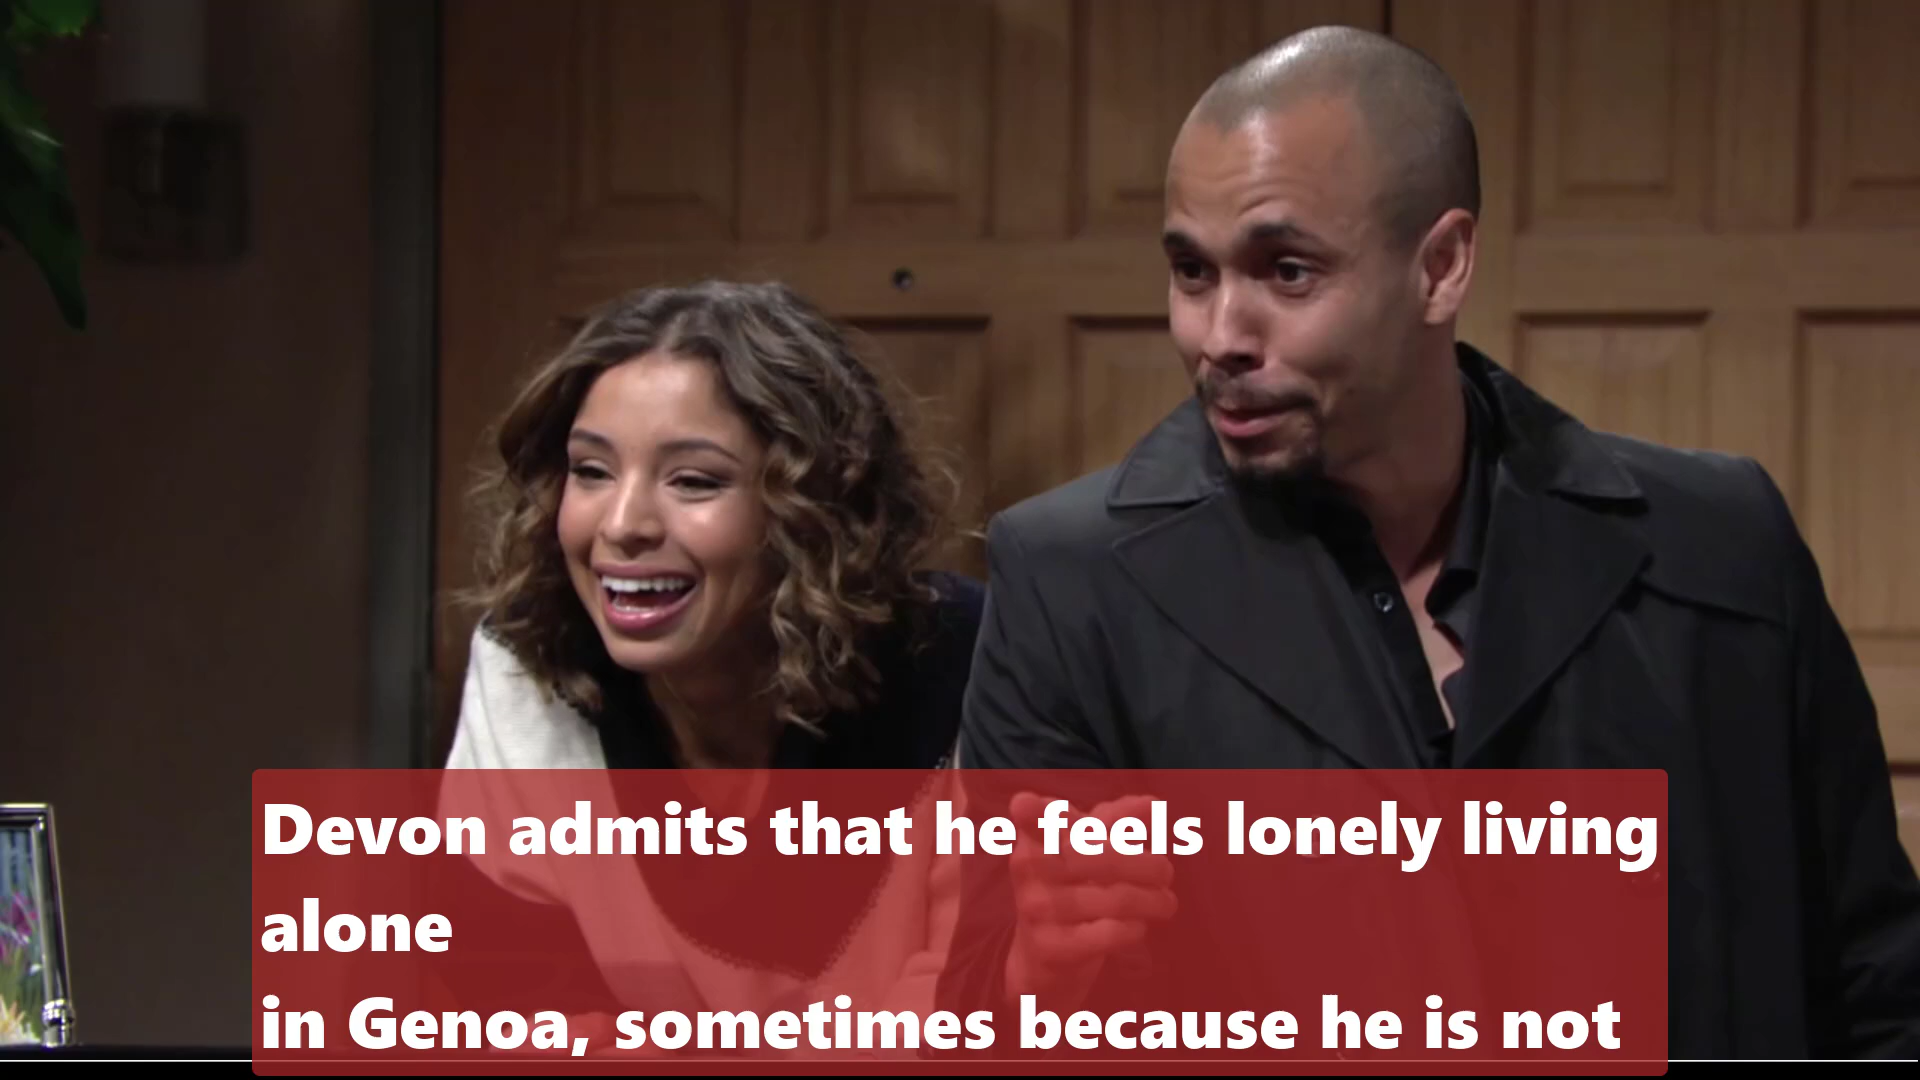 Devon admits that he feels lonely living
alone
in Genoa, sometimes because he is not